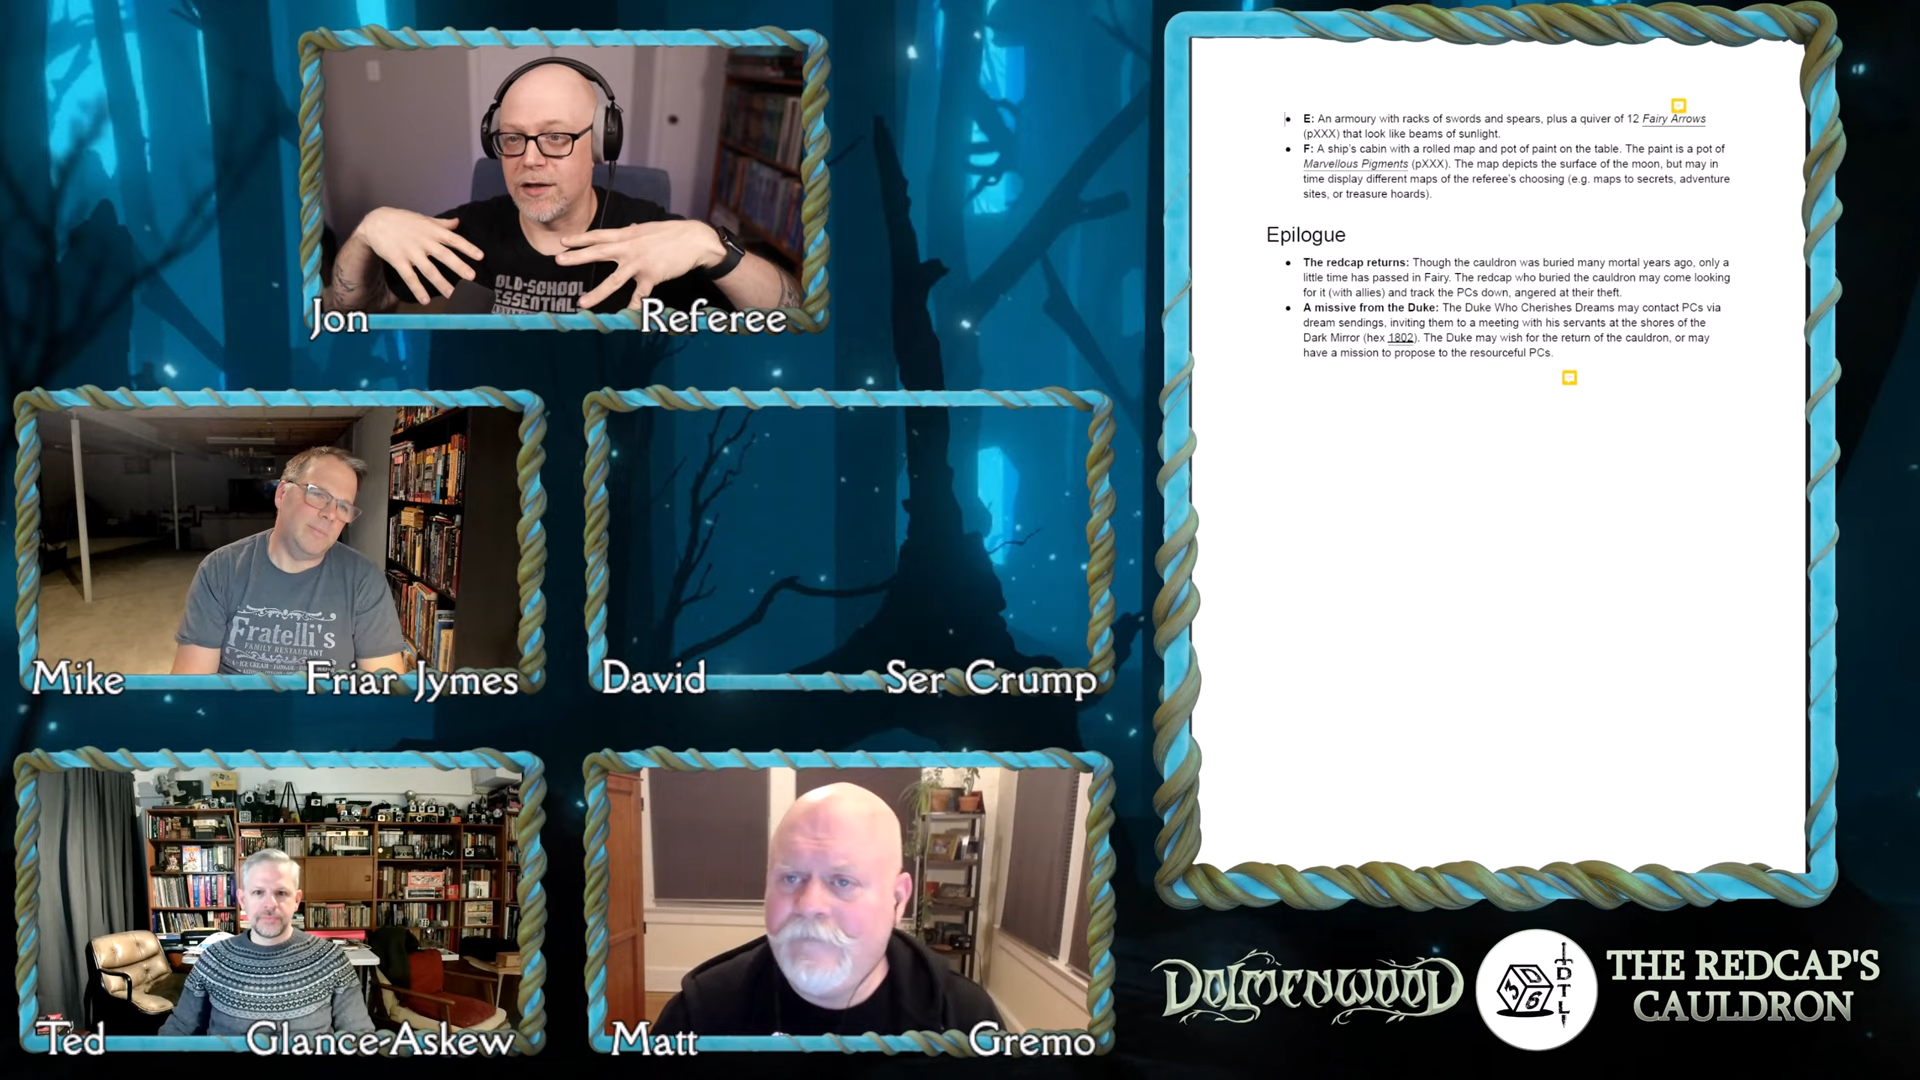 OLD-SCHOOL
ESSENTIALS
Jon
Referee
Fratelli's
FAMILY RESTAURANT
Mike
Friar Jymes
David
Ser Crump
Ted
Glance-Askew
Matt
Gremo
• E: An armoury with racks of swords and spears, plus a quiver of 12 Fairy Arrows
(pXXX) that look like beams of sunlight.
• F: A ship's cabin with a rolled map and pot of paint on the table. The paint is a pot of
Marvellous Pigments (pXXX). The map depicts the surface of the moon, but may in
time display different maps of the referee's choosing (e.g. maps to secrets, adventure
sites, or treasure hoards).
Epilogue
• The redcap returns: Though the cauldron was buried many mortal years ago, only a
little time has passed in Fairy. The redcap who buried the cauldron may come looking
for it (with allies) and track the PCs down, angered at their theft.
• A missive from the Duke: The Duke Who Cherishes Dreams may contact PCs via
dream sendings, inviting them to a meeting with his servants at the shores of the
Dark Mirror (hex 1802). The Duke may wish for the return of the cauldron, or may
have a mission to propose to the resourceful PCs.
DOLMENWOOD
3D6
DTL
THE REDCAP'S
CAULDRON